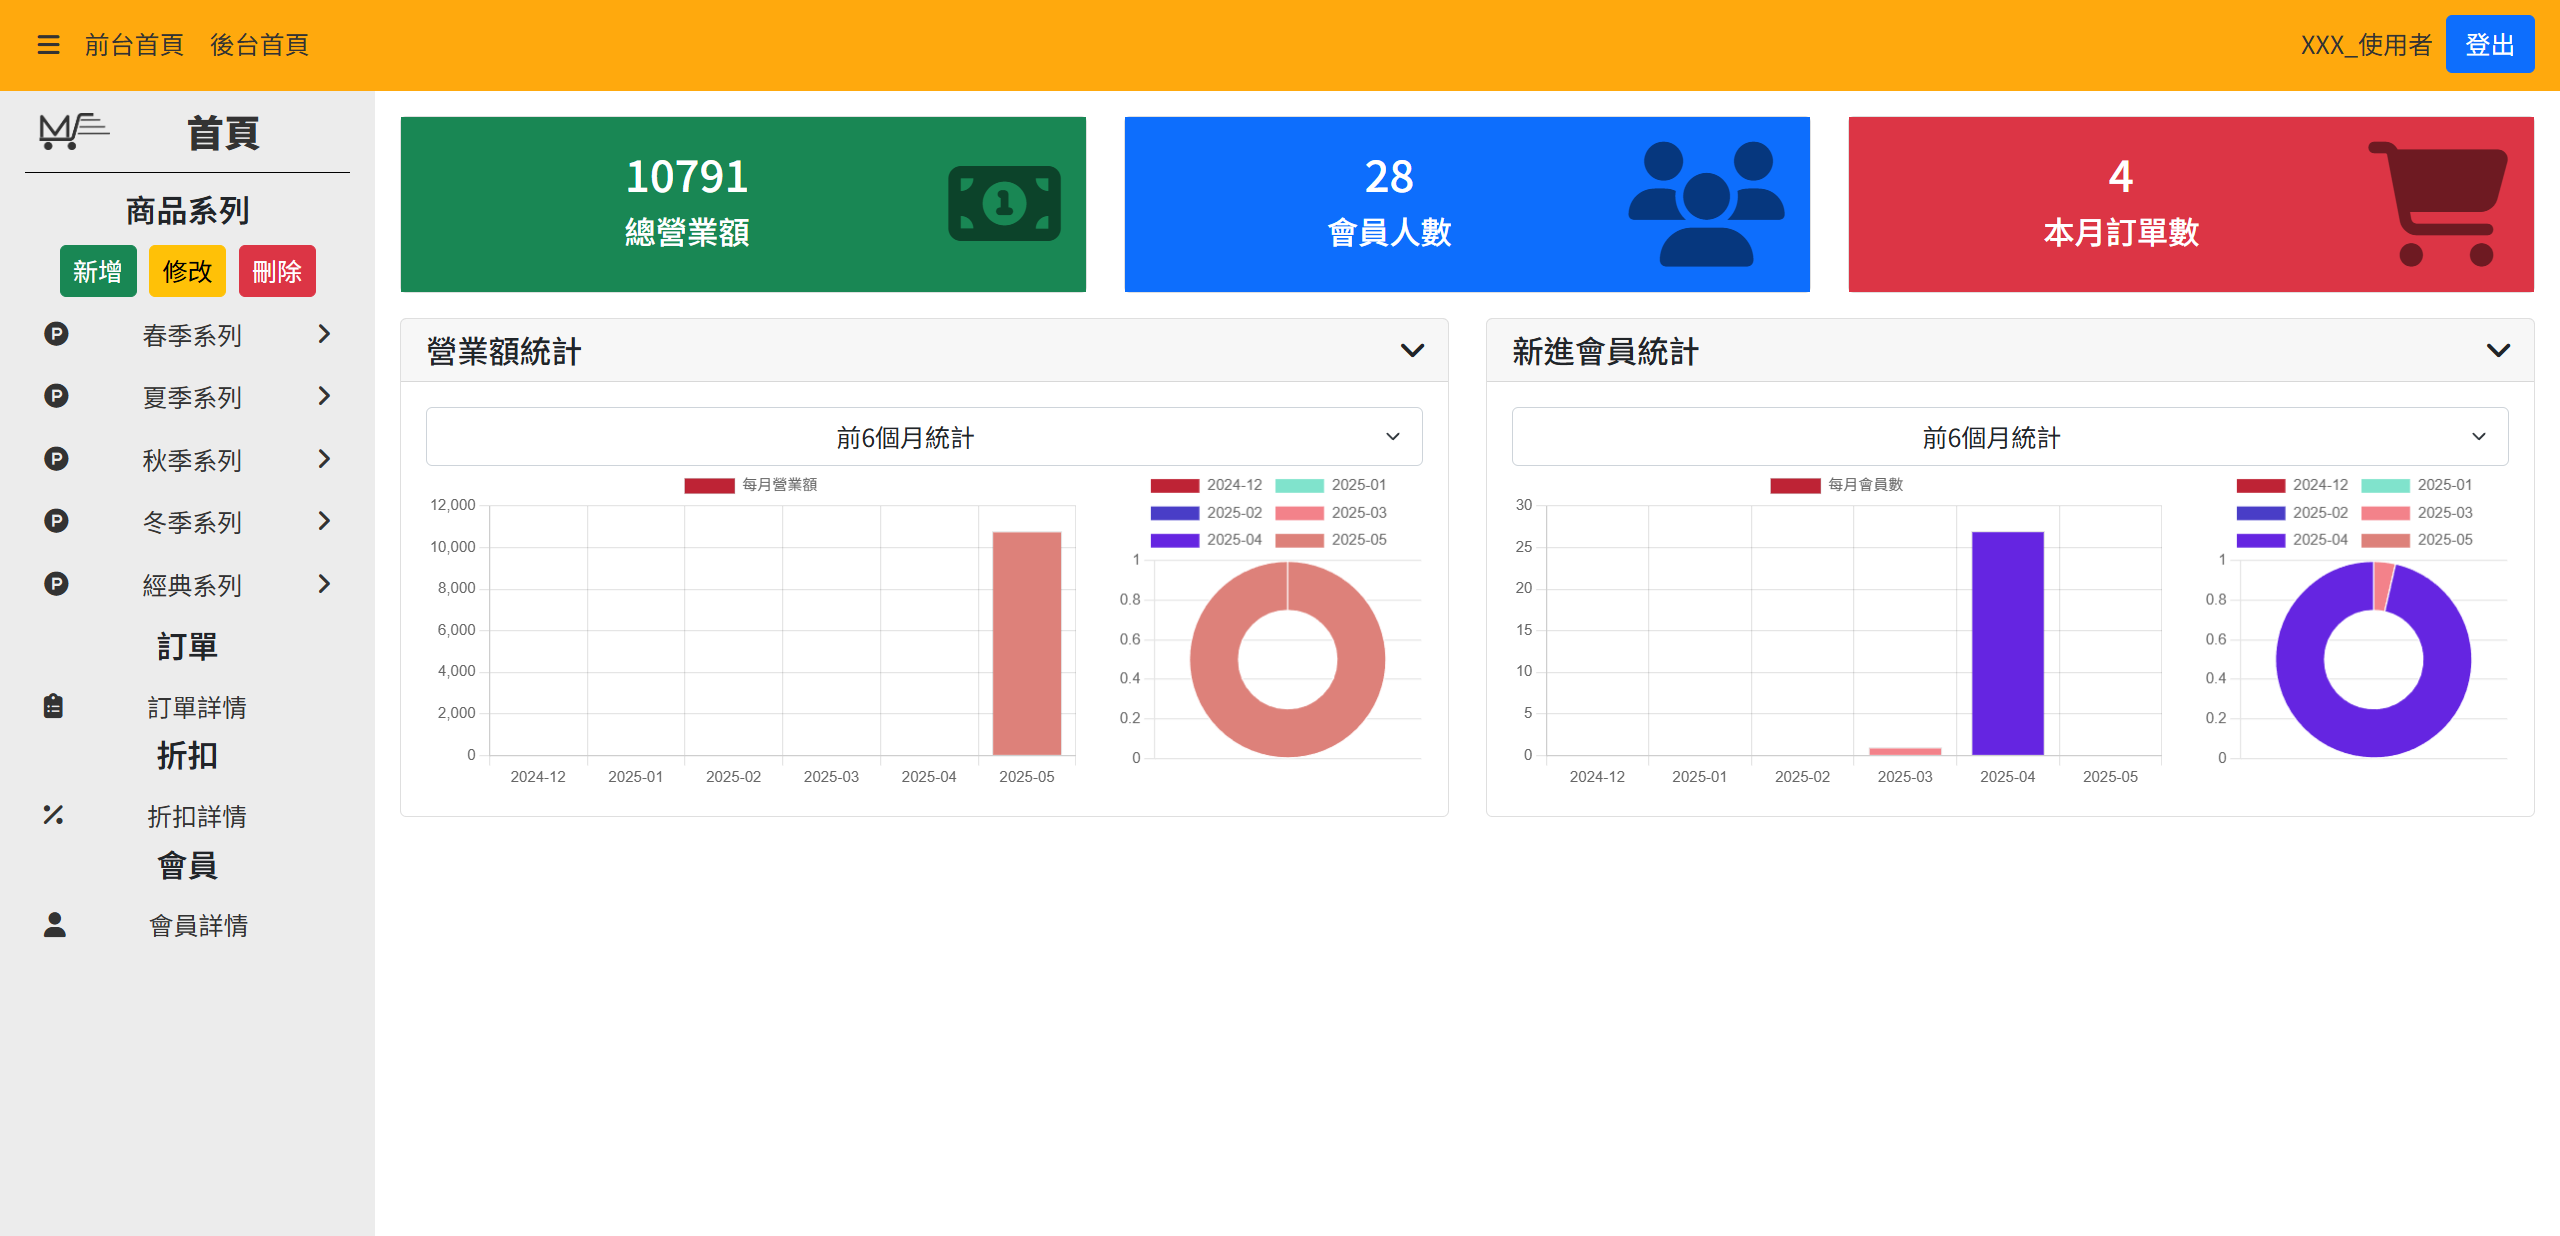 前台首頁 後台首頁
XXX_使用者 登出
首頁
商品系列
新增 修改 刪除
春季系列
夏季系列
秋季系列
冬季系列
經典系列
訂單
訂單詳情
折扣
折扣詳情
會員
會員詳情
10791
總營業額
28
會員人數
4
本月訂單數
營業額統計
前6個月統計
每月營業額
12,000
10,000
8,000
6,000
4,000
2,000
0
2024-12 2025-01 2025-02 2025-03 2025-04 2025-05
2024-12 2025-01
2025-02 2025-03
2025-04 2025-05
1
0.8
0.6
0.4
0.2
0
新進會員統計
前6個月統計
每月會員數
30
25
20
15
10
5
0
2024-12 2025-01 2025-02 2025-03 2025-04 2025-05
2024-12 2025-01
2025-02 2025-03
2025-04 2025-05
1
0.8
0.6
0.4
0.2
0